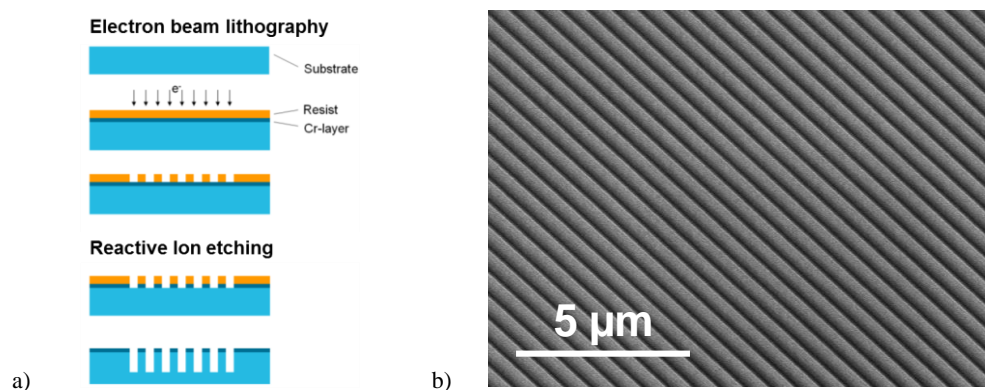 Electron beam lithography
Substrate
e-
Resist
Cr-layer
Reactive Ion etching
5 µm
a)
b)